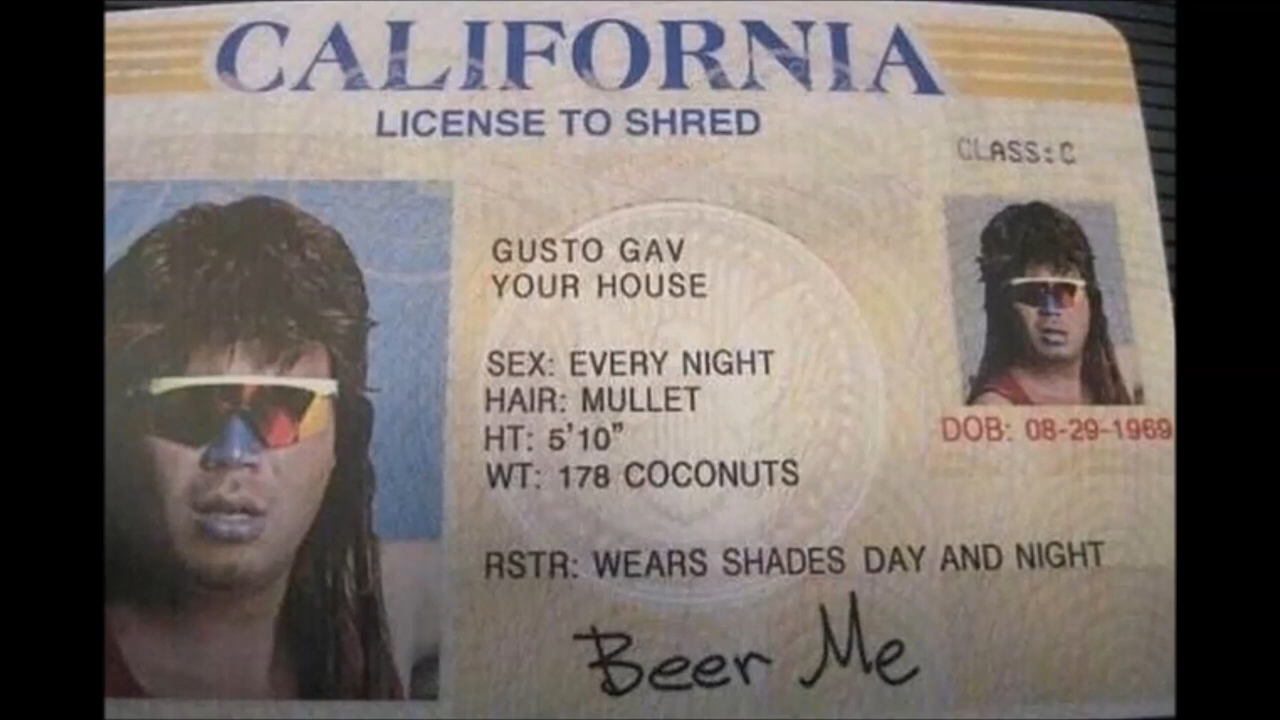 CALIFORNIA
LICENSE TO SHRED
CLASS:C
GUSTO GAV
YOUR HOUSE
SEX: EVERY NIGHT
HAIR: MULLET
HT: 5'10"
WT: 178 COCONUTS
DOB: 08-29-1969
RSTR: WEARS SHADES DAY AND NIGHT
Beer Me